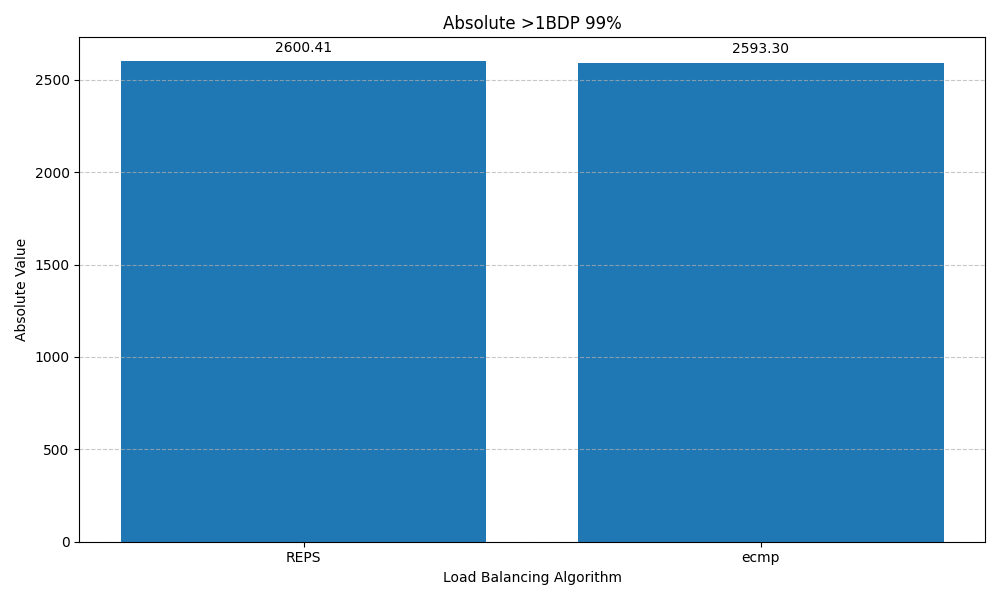 Absolute >1BDP 99%
2600.41
2593.30
2500
2000
1500
1000
500
0
Absolute Value
REPS
ecmp
Load Balancing Algorithm